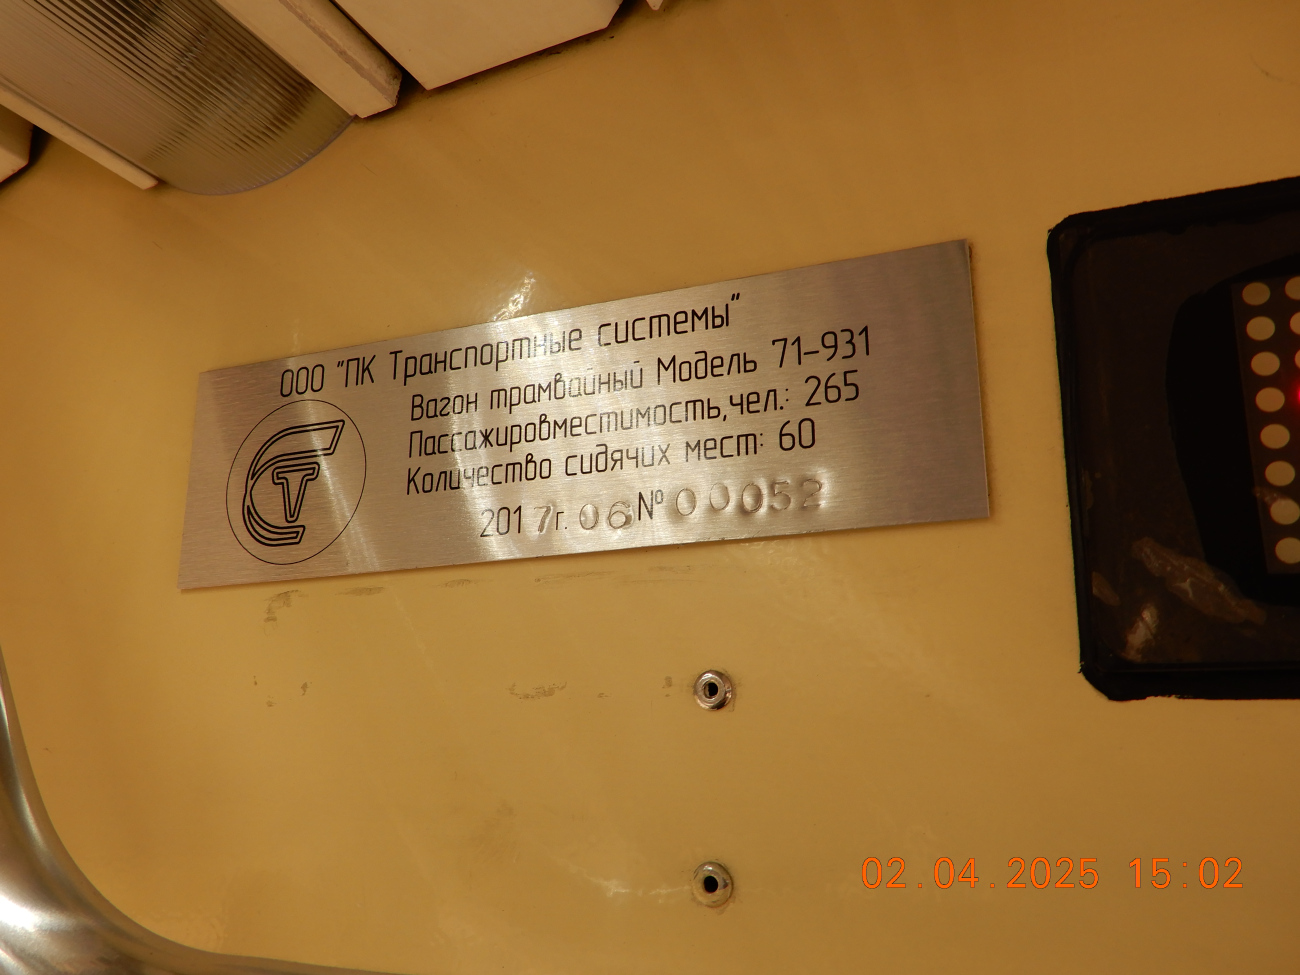 ООО "ПК Транспортные системы"
Вагон трамвайный Модель 71-931
Пассажировместимость,чел.: 265
Количество сидячих мест: 60
2017г. 06 № 00052
СТ
02.04.2025 15:02